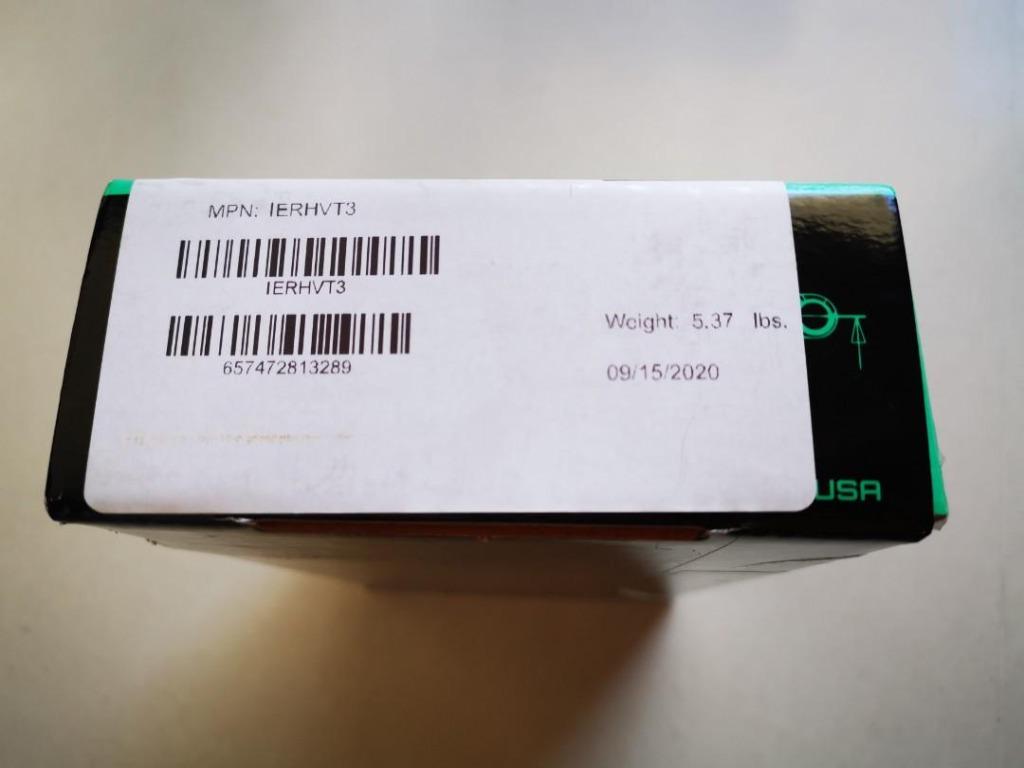 MPN: IERHVT3
IERHVT3
657472813289
Weight: 5.37 lbs.
09/15/2020
USA